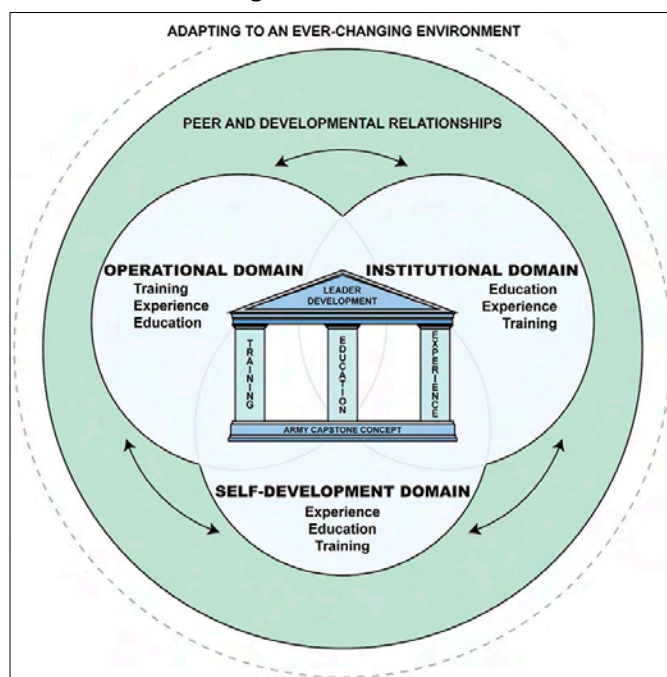 ADAPTING TO AN EVER-CHANGING ENVIRONMENT
PEER AND DEVELOPMENTAL RELATIONSHIPS
OPERATIONAL DOMAIN
Training
Experience
Education
INSTITUTIONAL DOMAIN
Education
Experience
Training
LEADER
DEVELOPMENT
TRAINING
EDUCATION
EXPERIENCE
ARMY CAPSTONE CONCEPT
SELF-DEVELOPMENT DOMAIN
Experience
Education
Training